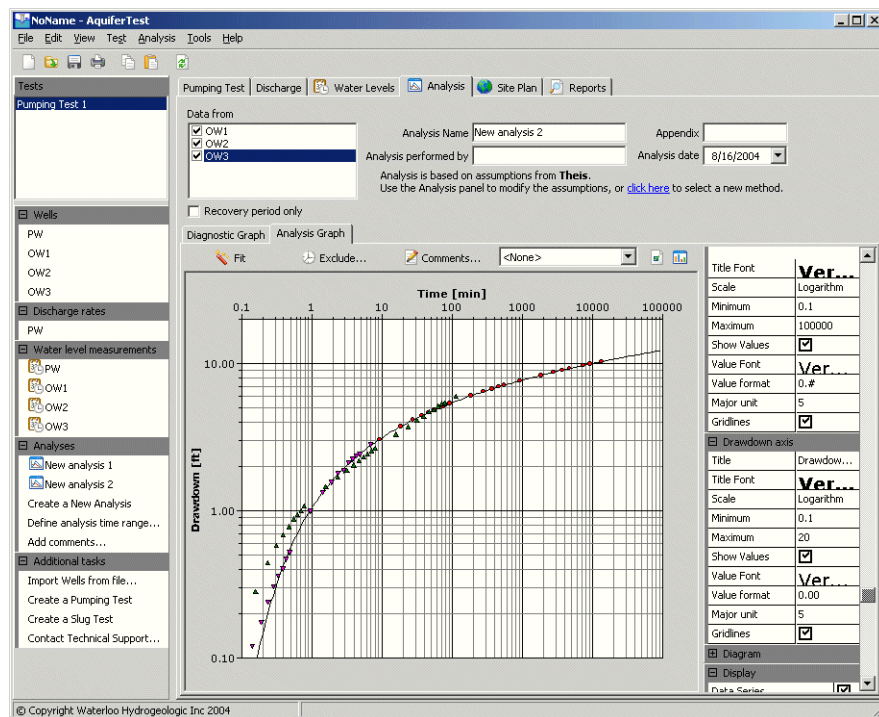 NoName - AquiferTest
File Edit View Test Analysis Tools Help
Tests
Pumping Test 1
Wells
PW
OW1
OW2
OW3
Discharge rates
PW
Water level measurements
PW
OW1
OW2
OW3
Analyses
New analysis 1
New analysis 2
Create a New Analysis
Define analysis time range...
Add comments...
Additional tasks
Import Wells from file...
Create a Pumping Test
Create a Slug Test
Contact Technical Support...
Pumping Test Discharge Water Levels Analysis Site Plan Reports
Data from
OW1
OW2
OW3
Recovery period only
Analysis Name New analysis 2 Appendix
Analysis performed by Analysis date 8/16/2004
Analysis is based on assumptions from Theis.
Use the Analysis panel to modify the assumptions, or click here to select a new method.
Diagnostic Graph Analysis Graph
Fit Exclude... Comments... <None>
Time [min]
0.1 1 10 100 1000 10000 100000
Drawdown [ft]
10.00
1.00
0.10
Title Font Ver...
Scale Logarithm
Minimum 0.1
Maximum 100000
Show Values
Value Font Ver...
Value format 0.#
Major unit 5
Gridlines
Drawdown axis
Title Drawdow...
Title Font Ver...
Scale Logarithm
Minimum 0.1
Maximum 20
Show Values
Value Font Ver...
Value format 0.00
Major unit 5
Gridlines
Diagram
Display
Data Series
© Copyright Waterloo Hydrogeologic Inc 2004